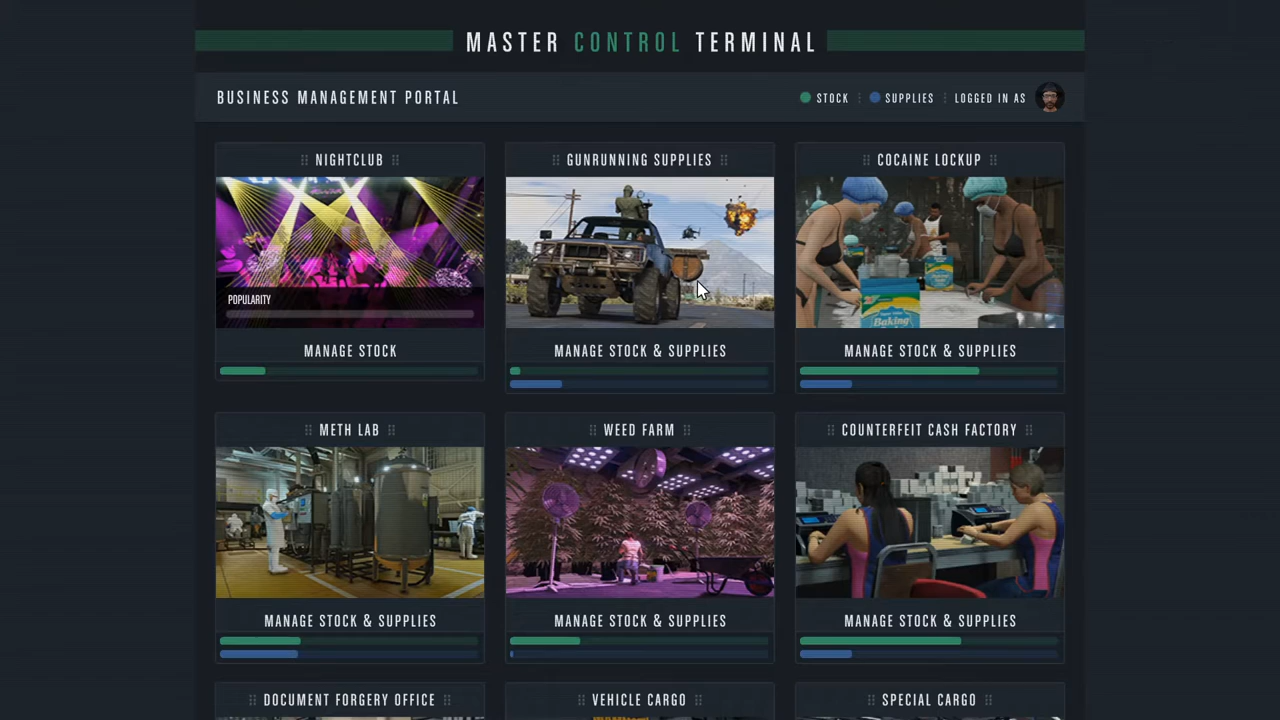 MASTER CONTROL TERMINAL
BUSINESS MANAGEMENT PORTAL
STOCK
SUPPLIES
LOGGED IN AS
NIGHTCLUB
GUNRUNNING SUPPLIES
COCAINE LOCKUP
POPULARITY
Baking
MANAGE STOCK
MANAGE STOCK & SUPPLIES
MANAGE STOCK & SUPPLIES
METH LAB
WEED FARM
COUNTERFEIT CASH FACTORY
MANAGE STOCK & SUPPLIES
MANAGE STOCK & SUPPLIES
MANAGE STOCK & SUPPLIES
DOCUMENT FORGERY OFFICE
VEHICLE CARGO
SPECIAL CARGO